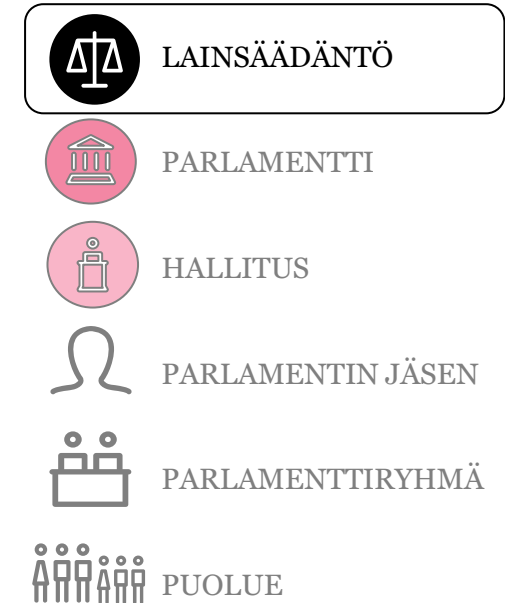 LAINSÄÄDÄNTÖ
PARLAMENTTI
HALLITUS
PARLAMENTIN JÄSEN
PARLAMENTTIRYHMÄ
PUOLUE